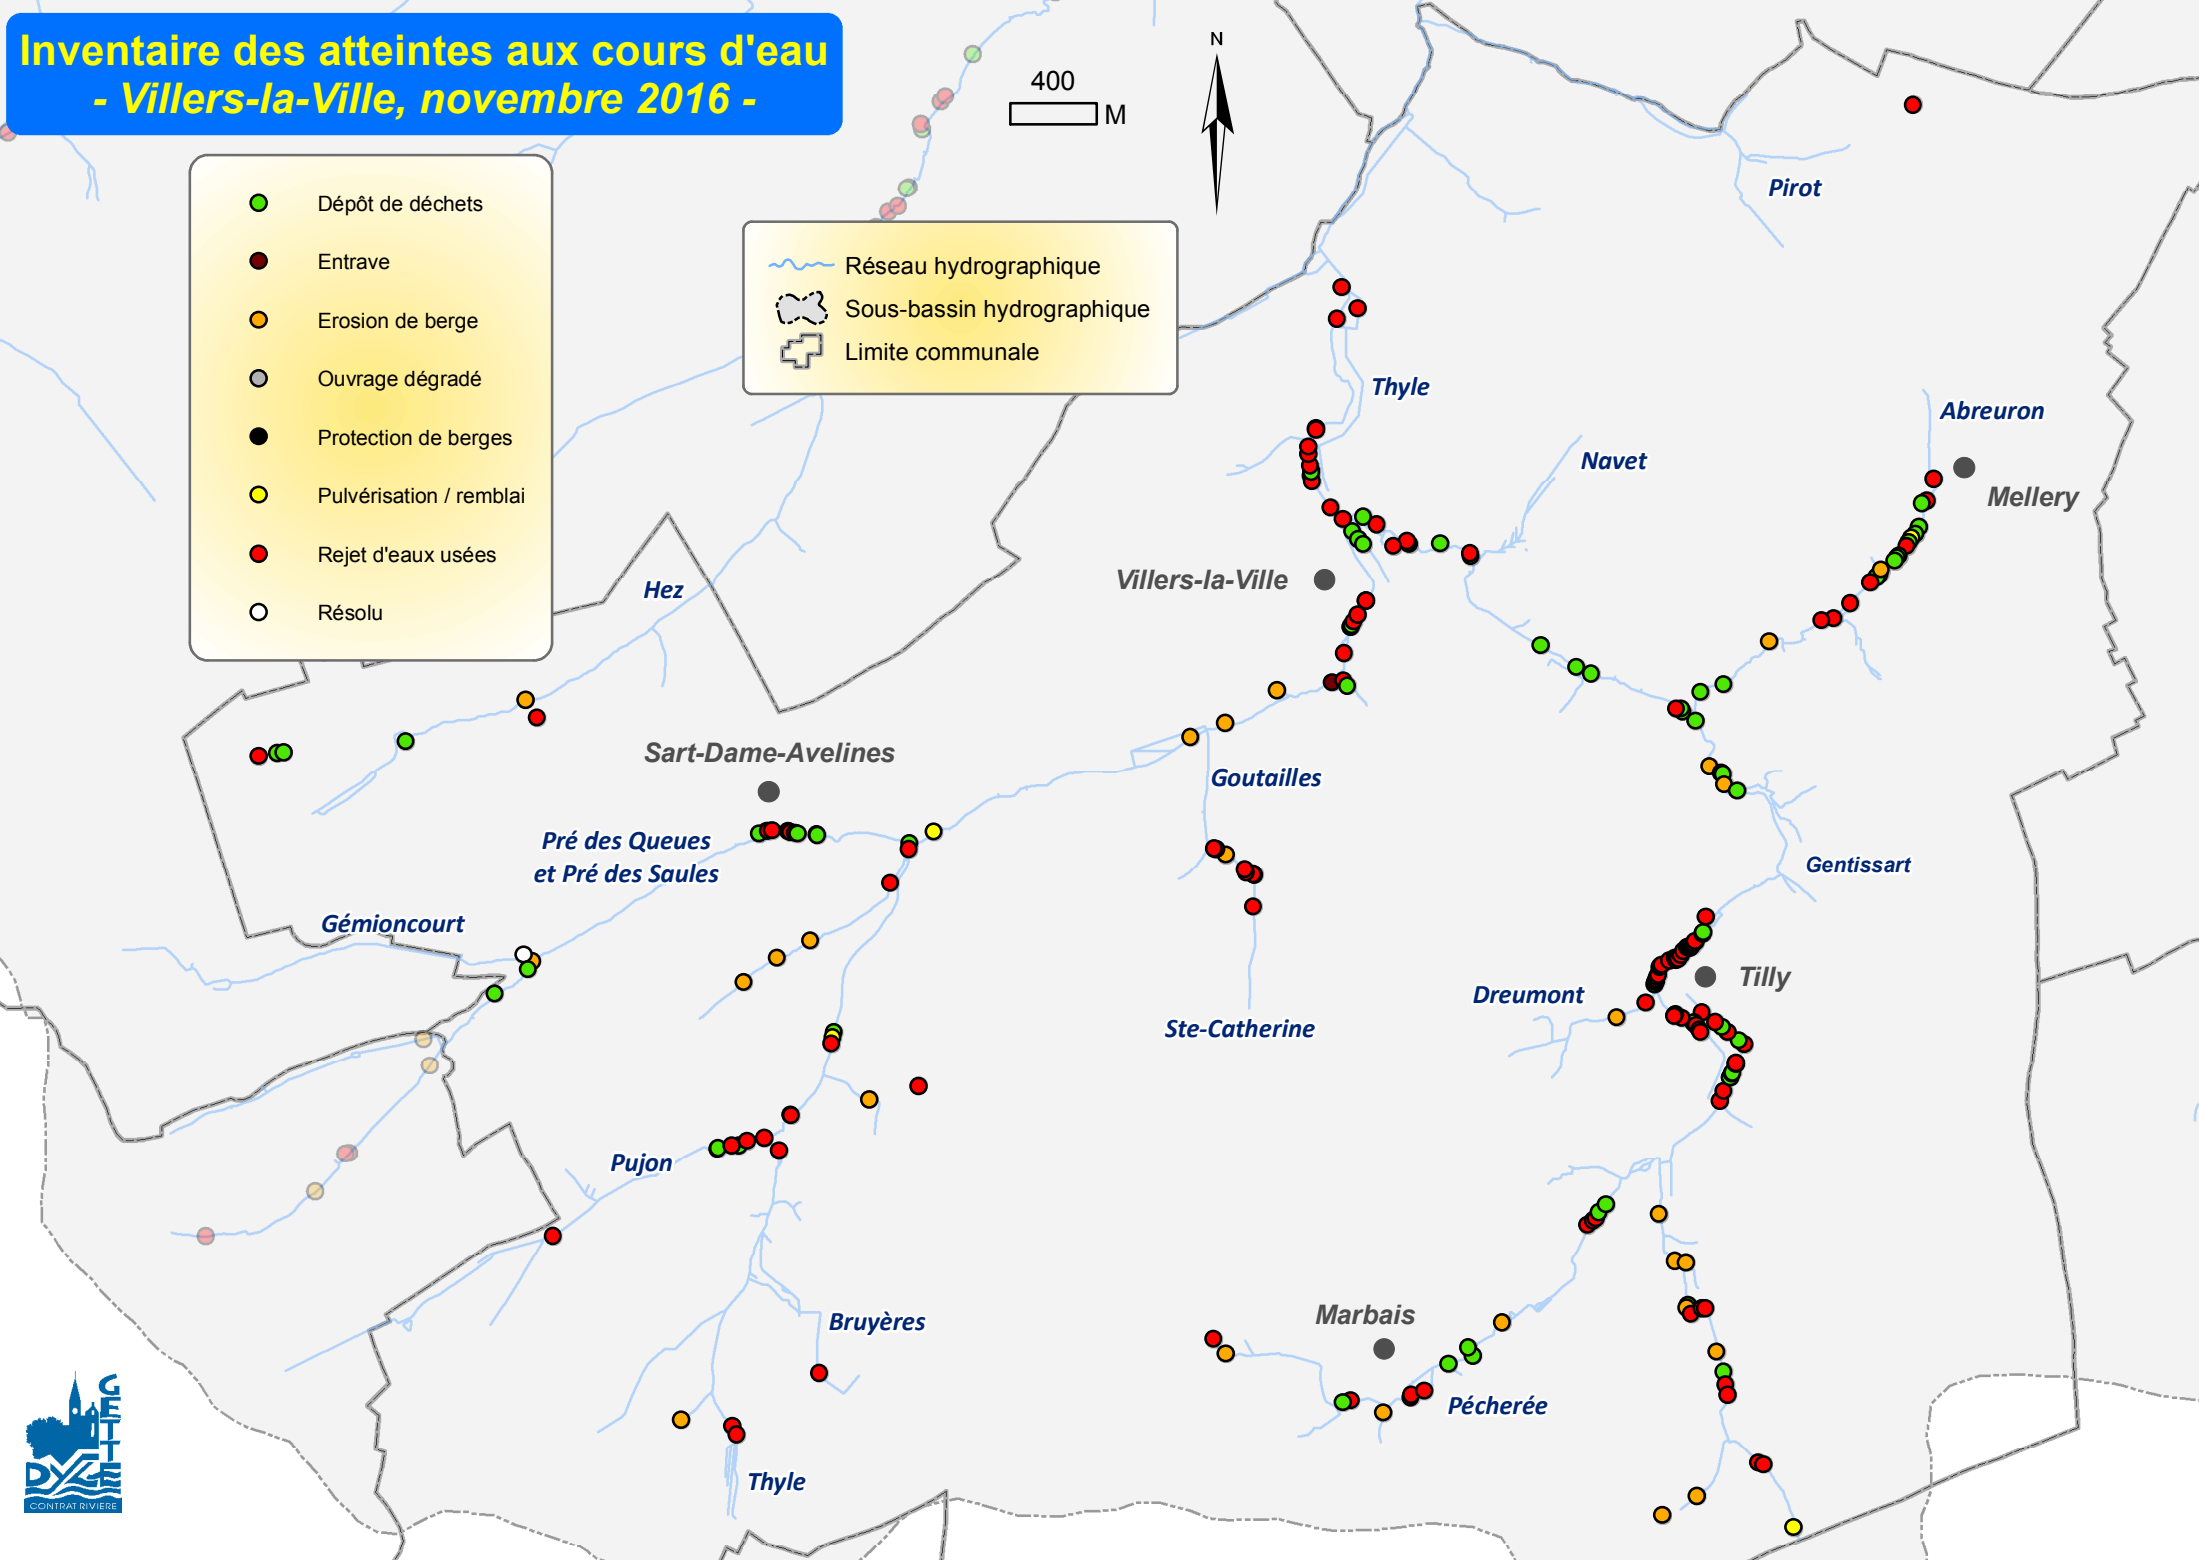 Inventaire des atteintes aux cours d'eau
- Villers-la-Ville, novembre 2016 -
400
M
N
Dépôt de déchets
Entrave
Erosion de berge
Ouvrage dégradé
Protection de berges
Pulvérisation / remblai
Rejet d'eaux usées
Résolu
Réseau hydrographique
Sous-bassin hydrographique
Limite communale
Pirot
Thyle
Abreuron
Navet
Mellery
Villers-la-Ville
Hez
Sart-Dame-Avelines
Goutailles
Pré des Queues
et Pré des Saules
Gentissart
Gémioncourt
Tilly
Dreumont
Ste-Catherine
Pujon
Marbais
Bruyères
Pécherée
Thyle
DYLE
GETTE
CONTRAT RIVIERE